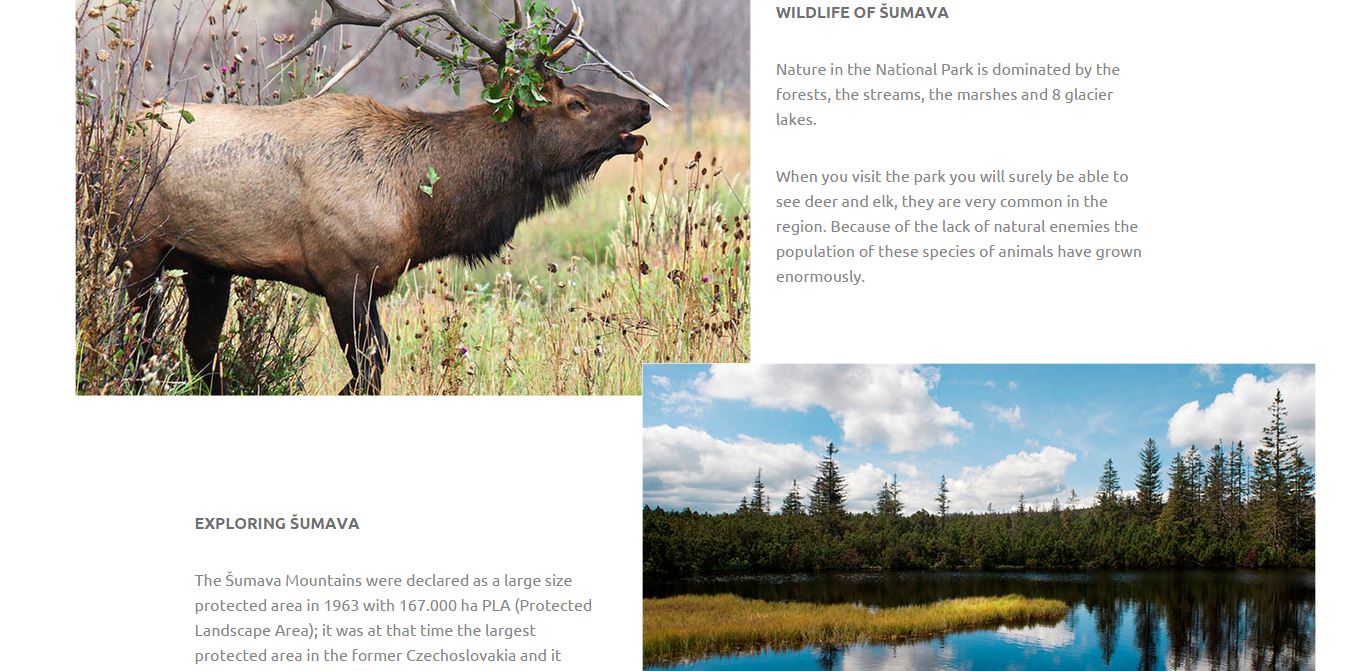 WILDLIFE OF ŠUMAVA
Nature in the National Park is dominated by the
forests, the streams, the marshes and 8 glacier
lakes.
When you visit the park you will surely be able to
see deer and elk, they are very common in the
region. Because of the lack of natural enemies the
population of these species of animals have grown
enormously.
EXPLORING ŠUMAVA
The Šumava Mountains were declared as a large size
protected area in 1963 with 167.000 ha PLA (Protected
Landscape Area); it was at that time the largest
protected area in the former Czechoslovakia and it